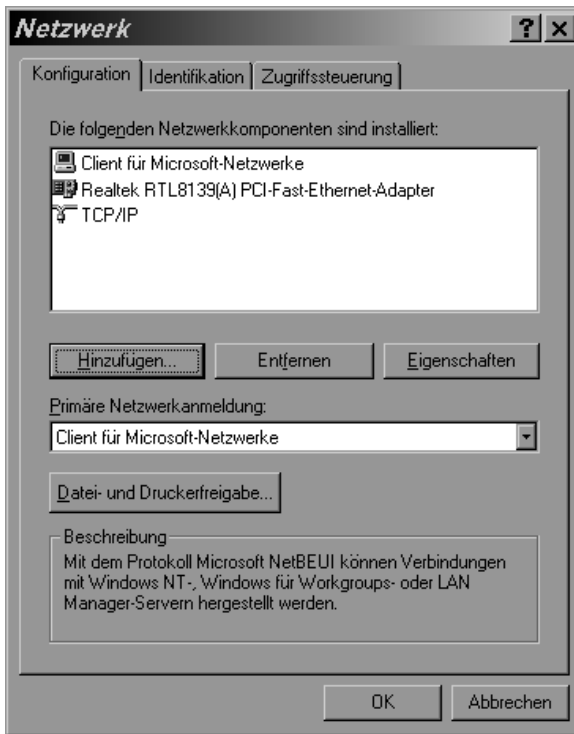 Netzwerk
Konfiguration
Identifikation
Zugriffssteuerung
Die folgenden Netzwerkkomponenten sind installiert:
Client für Microsoft-Netzwerke
Realtek RTL8139(A) PCI-Fast-Ethernet-Adapter
TCP/IP
Hinzufügen...
Entfernen
Eigenschaften
Primäre Netzwerkanmeldung:
Client für Microsoft-Netzwerke
Datei- und Druckerfreigabe...
Beschreibung
Mit dem Protokoll Microsoft NetBEUI können Verbindungen
mit Windows NT-, Windows für Workgroups- oder LAN
Manager-Servern hergestellt werden.
OK
Abbrechen